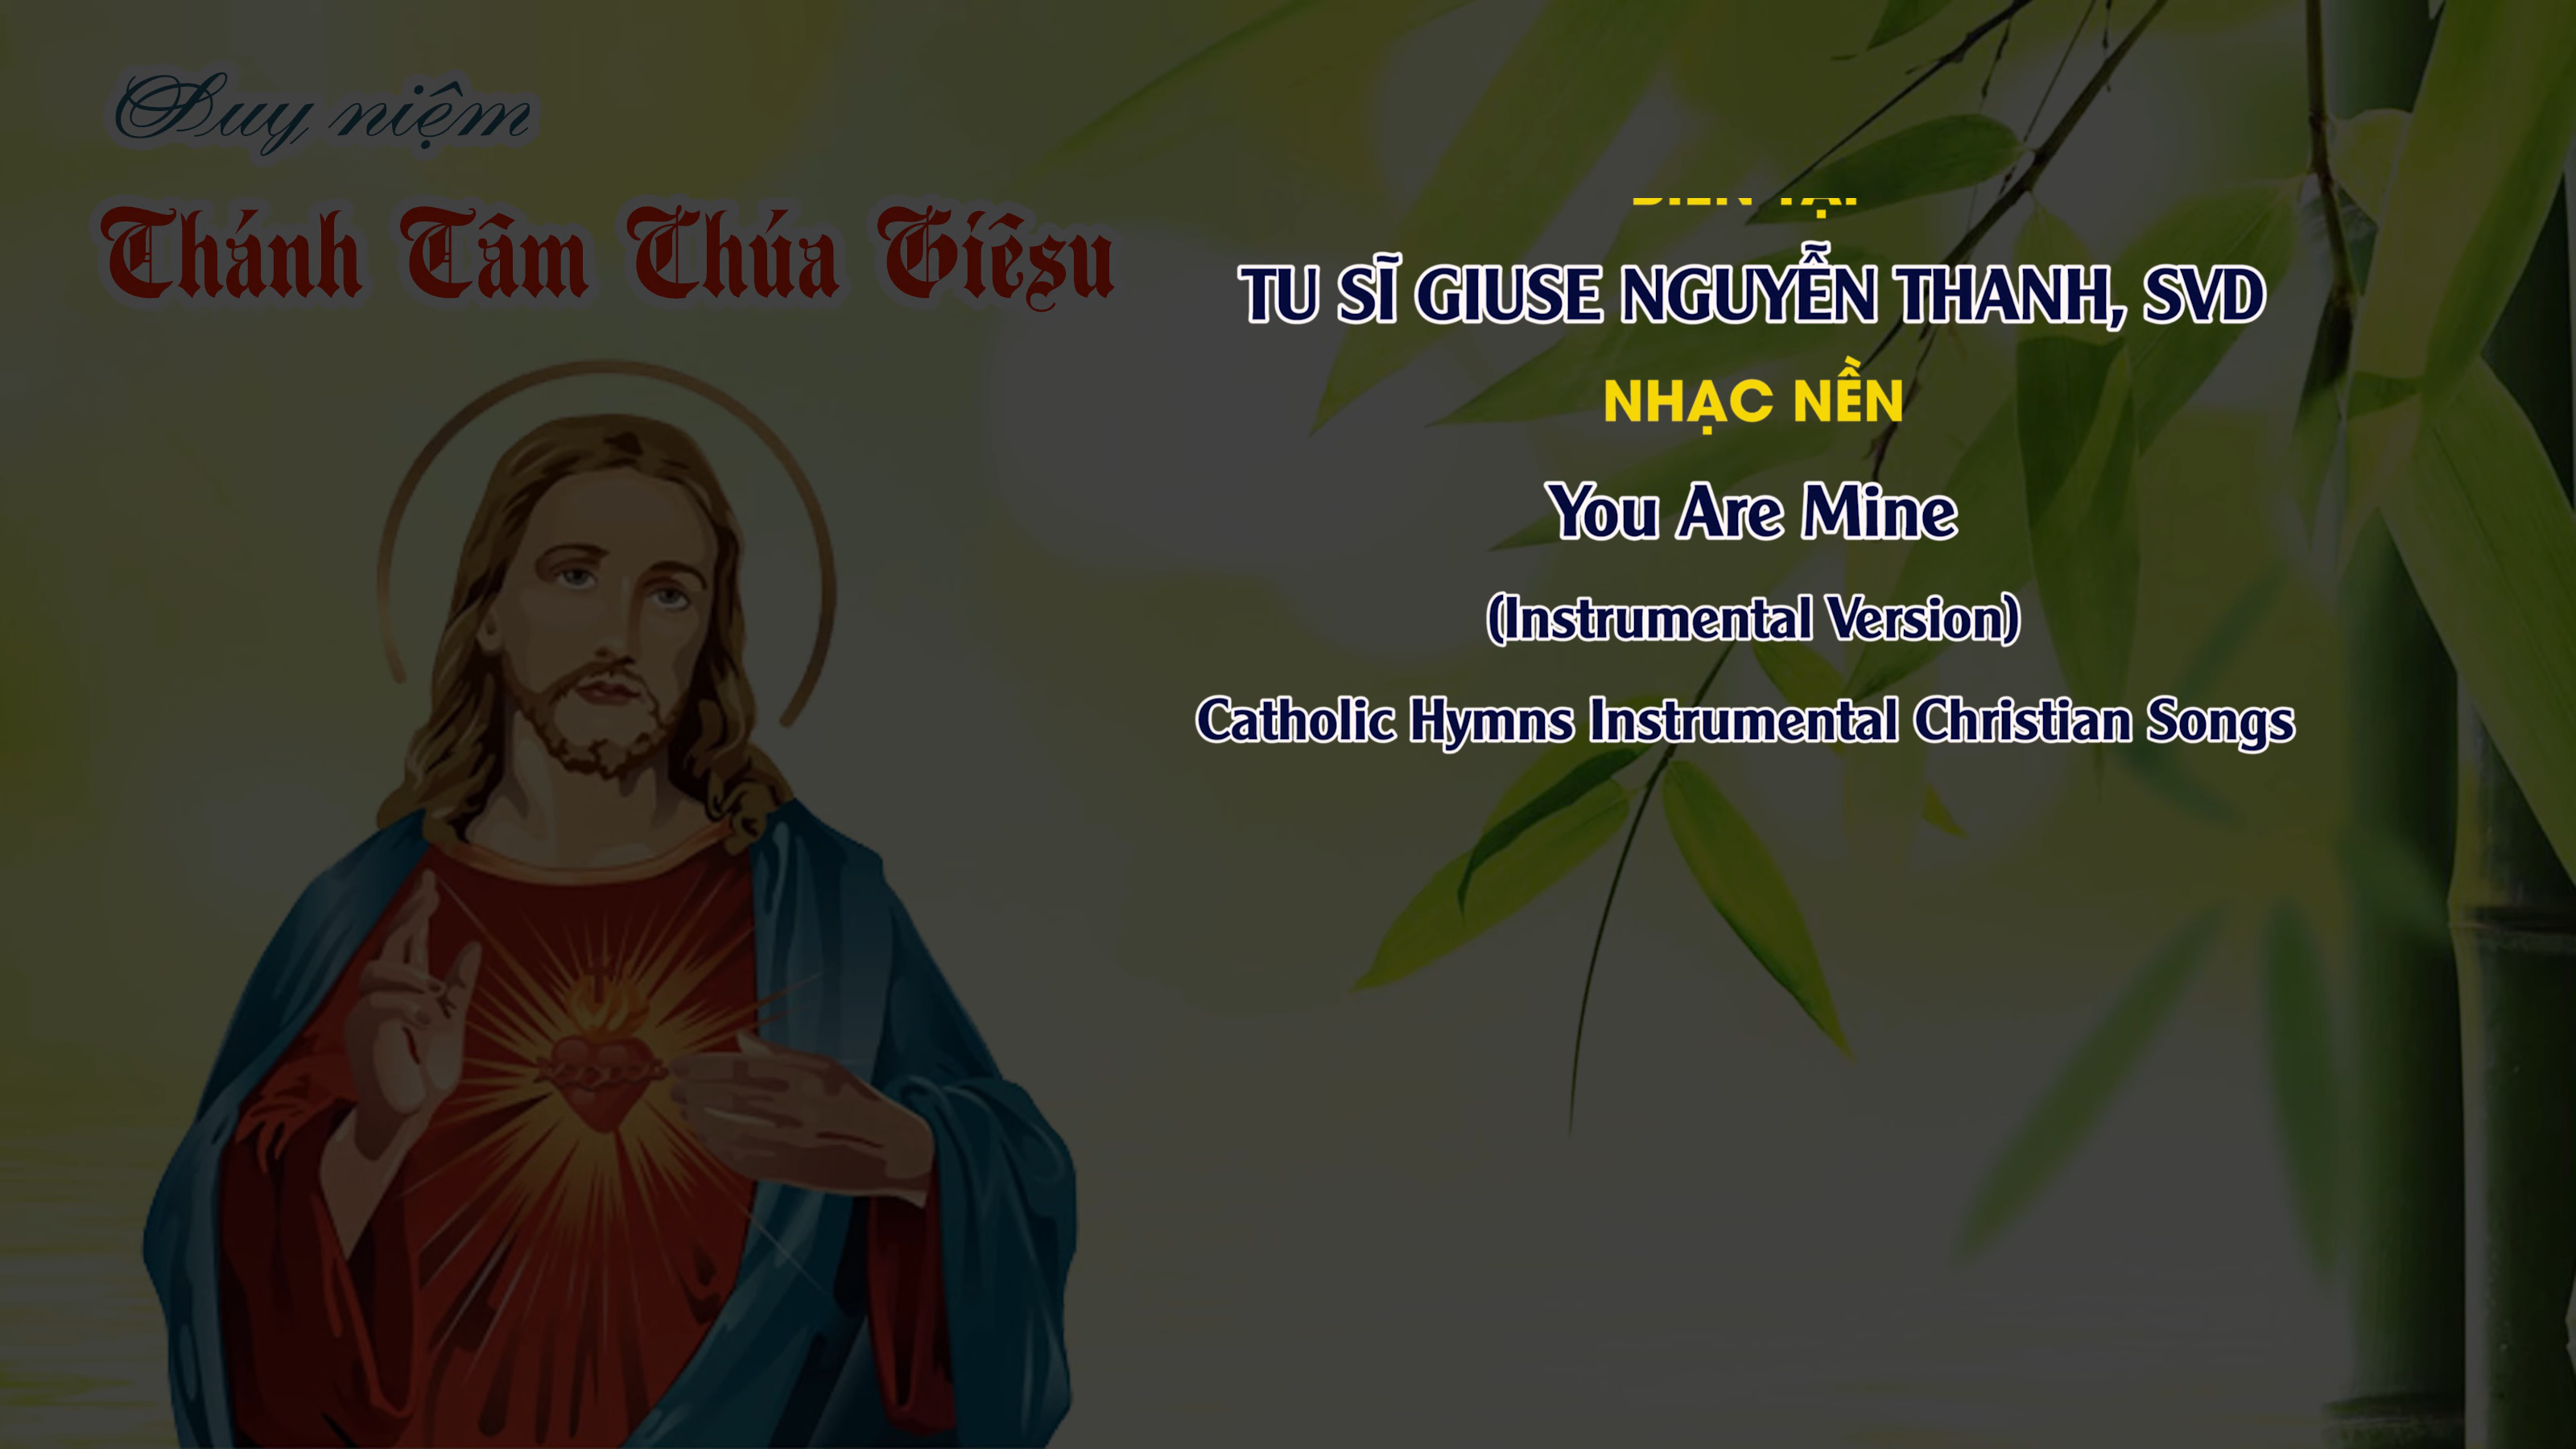 Suy niệm
Thánh Tâm Chúa Giêsu
TU SĨ GIUSE NGUYỄN THANH, SVD
NHẠC NỀN
You Are Mine
(Instrumental Version)
Catholic Hymns Instrumental Christian Songs